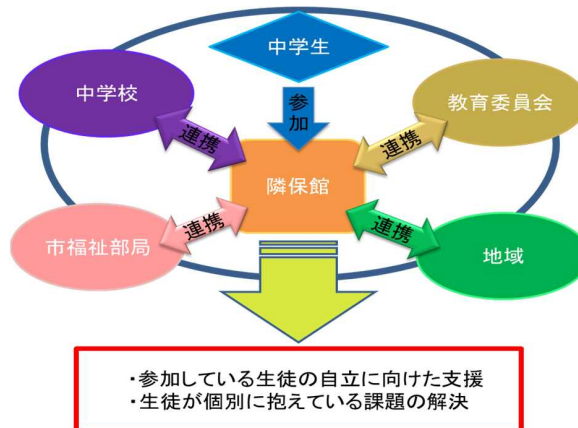 中学生
中学校
教育委員会
参加
連携
連携
隣保館
市福祉部局
連携
連携
地域
・参加している生徒の自立に向けた支援
・生徒が個別に抱えている課題の解決